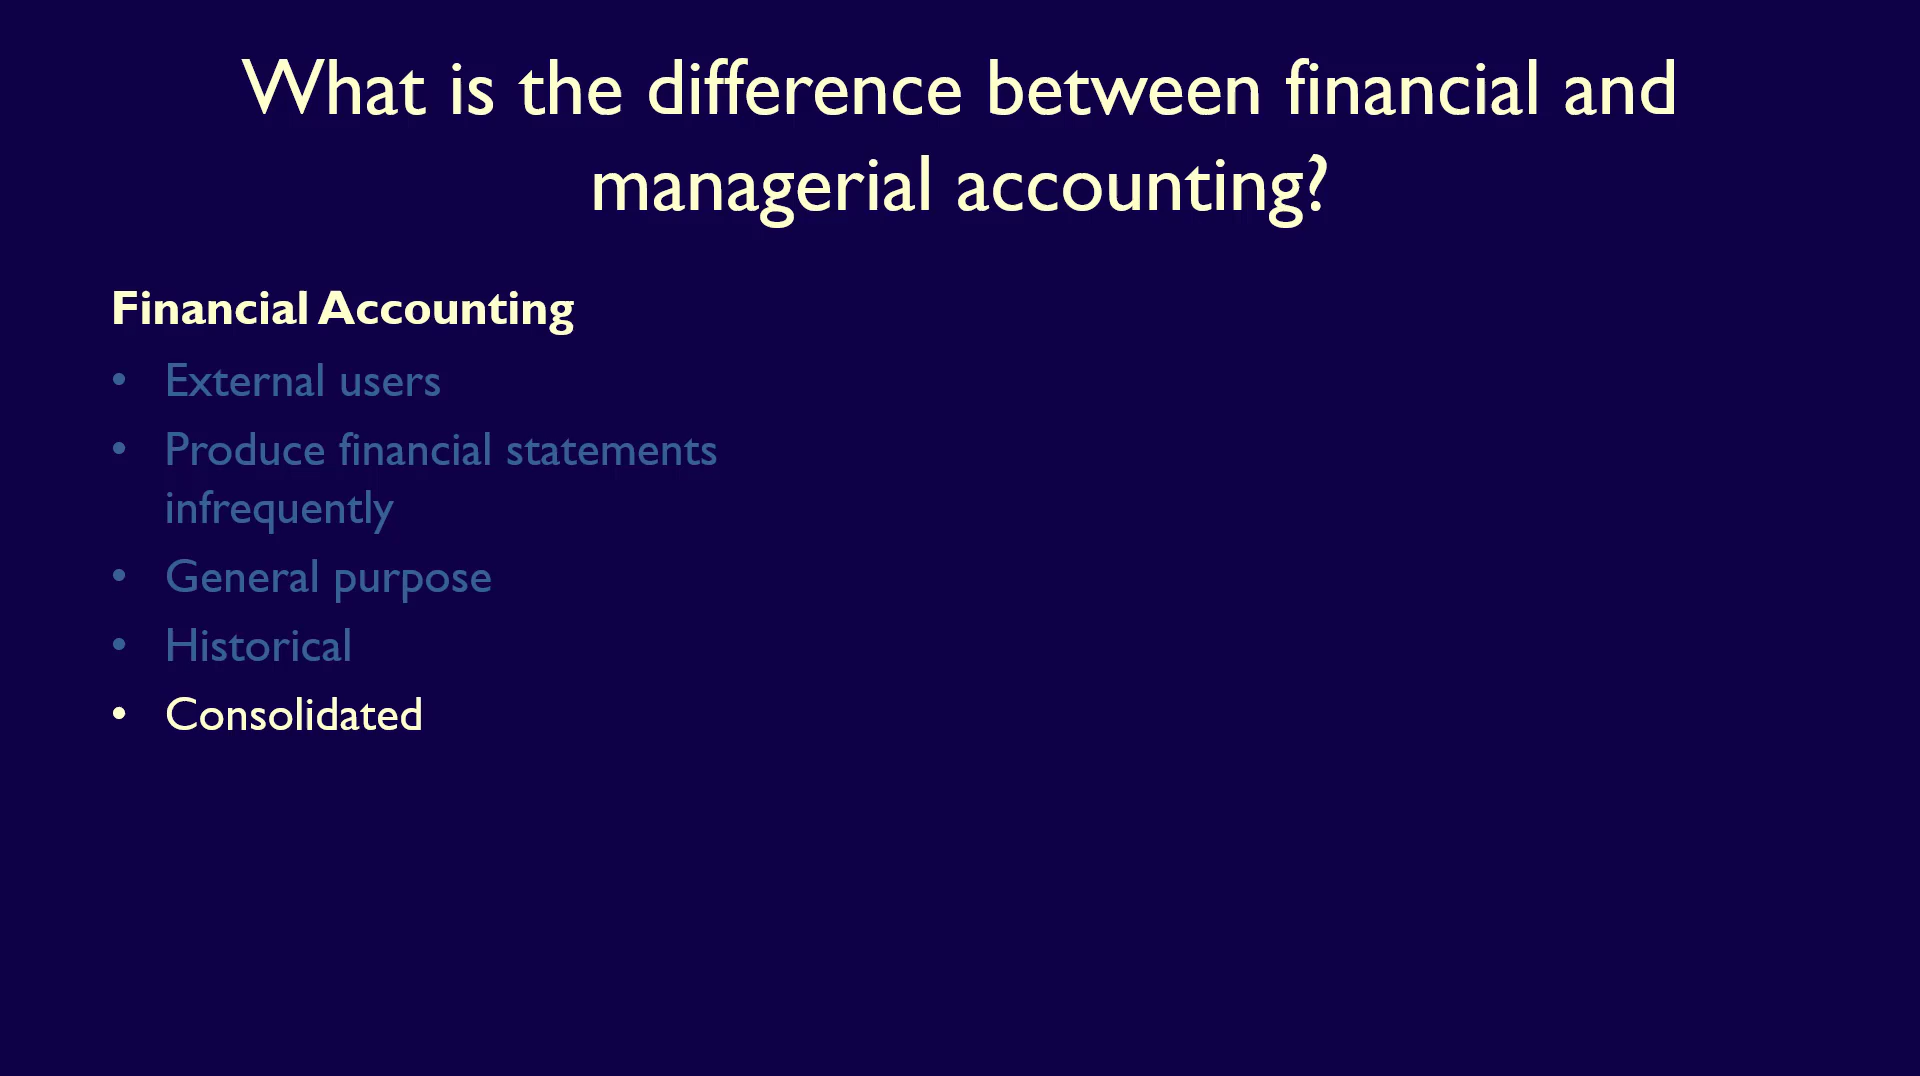 What is the difference between financial and
managerial accounting?
Financial Accounting
• External users
• Produce financial statements
infrequently
• General purpose
• Historical
• Consolidated